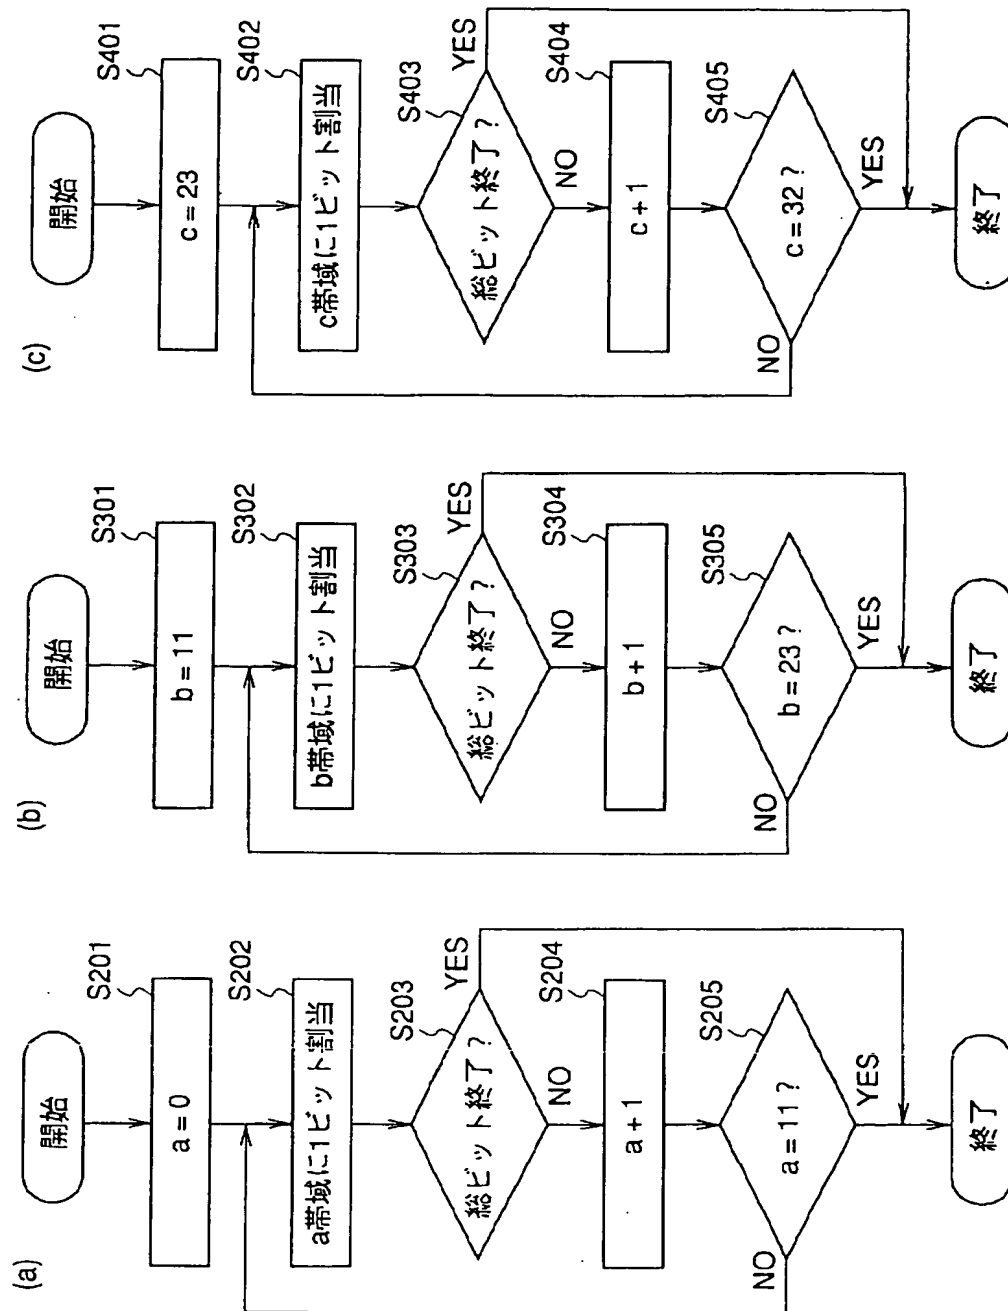 (a)
開始
S201
a = 0
S202
a帯域に1ビット割当
S203
総ビット終了?
YES
NO
S204
a + 1
S205
a = 11 ?
NO
YES
終了
(b)
開始
S301
b = 11
S302
b帯域に1ビット割当
S303
総ビット終了?
YES
NO
S304
b + 1
S305
b = 23 ?
NO
YES
終了
(c)
開始
S401
c = 23
S402
c帯域に1ビット割当
S403
総ビット終了?
YES
NO
S404
c + 1
S405
c = 32 ?
NO
YES
終了